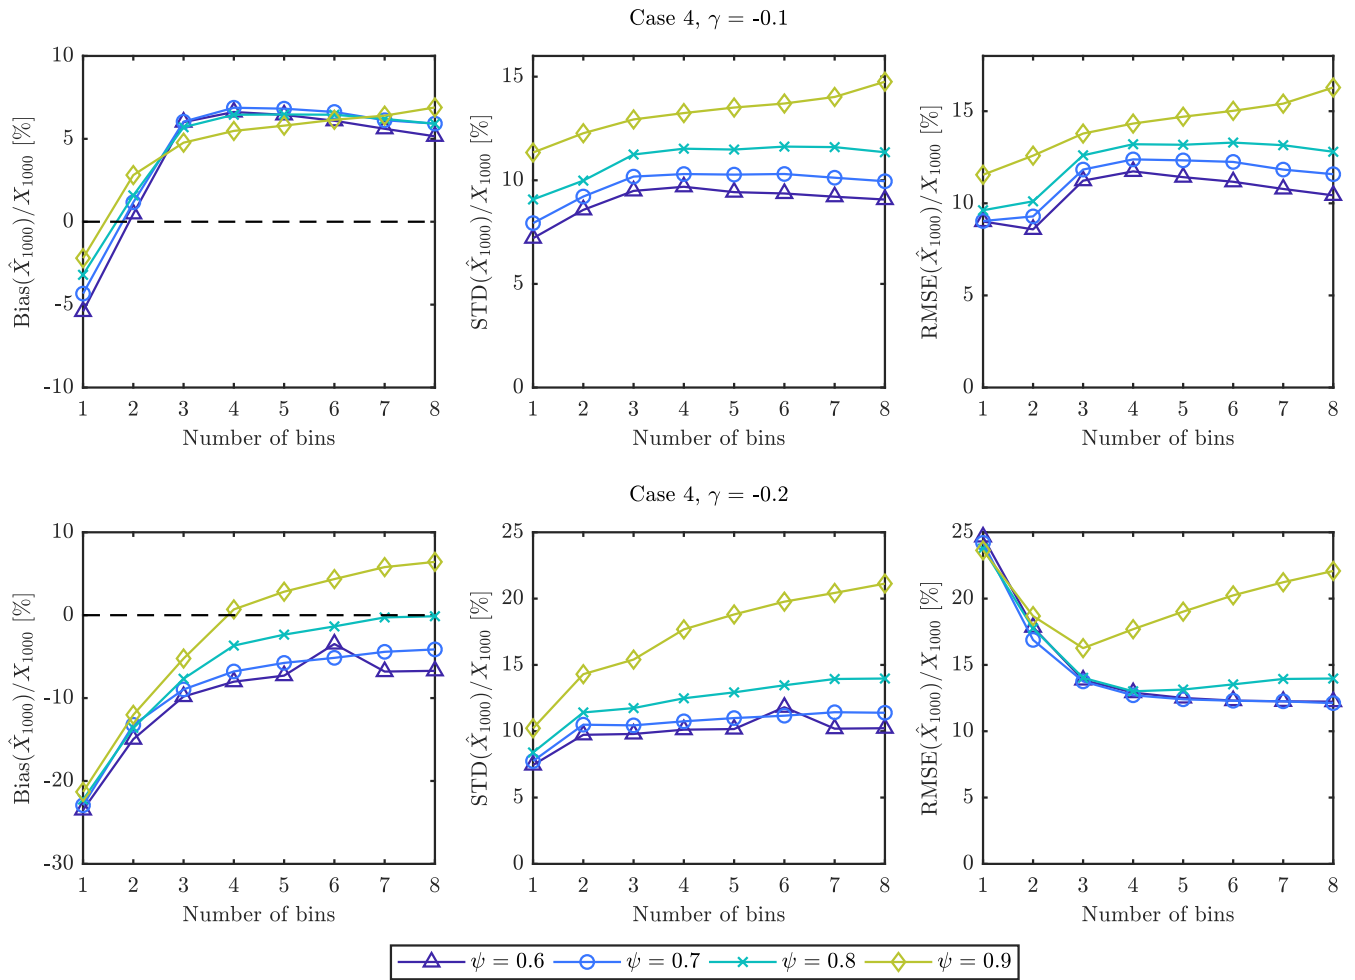 Case 4, γ = -0.1
Bias(X̂₁₀₀₀)/X₁₀₀₀ [%]
10
5
0
-5
-10
1 2 3 4 5 6 7 8
Number of bins
STD(X̂₁₀₀₀)/X₁₀₀₀ [%]
15
10
5
0
1 2 3 4 5 6 7 8
Number of bins
RMSE(X̂₁₀₀₀)/X₁₀₀₀ [%]
15
10
5
0
1 2 3 4 5 6 7 8
Number of bins
Case 4, γ = -0.2
Bias(X̂₁₀₀₀)/X₁₀₀₀ [%]
10
0
-10
-20
-30
1 2 3 4 5 6 7 8
Number of bins
STD(X̂₁₀₀₀)/X₁₀₀₀ [%]
25
20
15
10
5
0
1 2 3 4 5 6 7 8
Number of bins
RMSE(X̂₁₀₀₀)/X₁₀₀₀ [%]
25
20
15
10
5
0
1 2 3 4 5 6 7 8
Number of bins
ψ = 0.6 ψ = 0.7 ψ = 0.8 ψ = 0.9